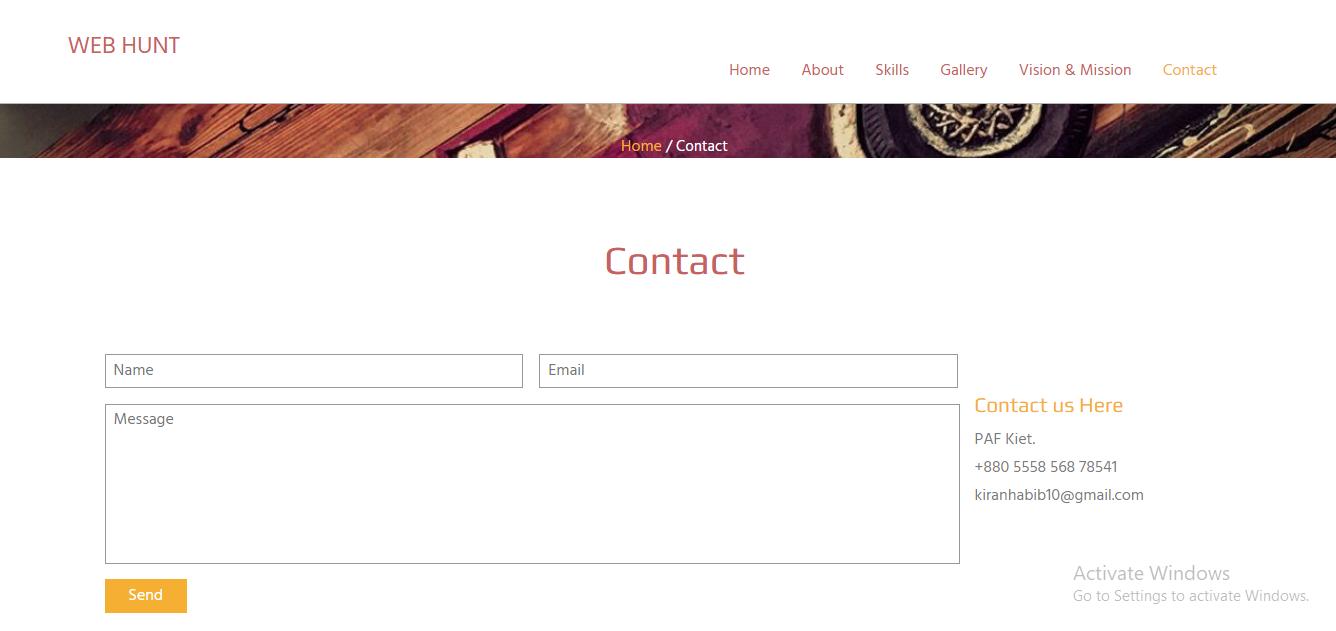 WEB HUNT
Home About Skills Gallery Vision & Mission Contact
Home / Contact
Contact
Name Email
Message
Contact us Here
PAF Kiet.
+880 5558 568 78541
kiranhabib10@gmail.com
Send
Activate Windows
Go to Settings to activate Windows.